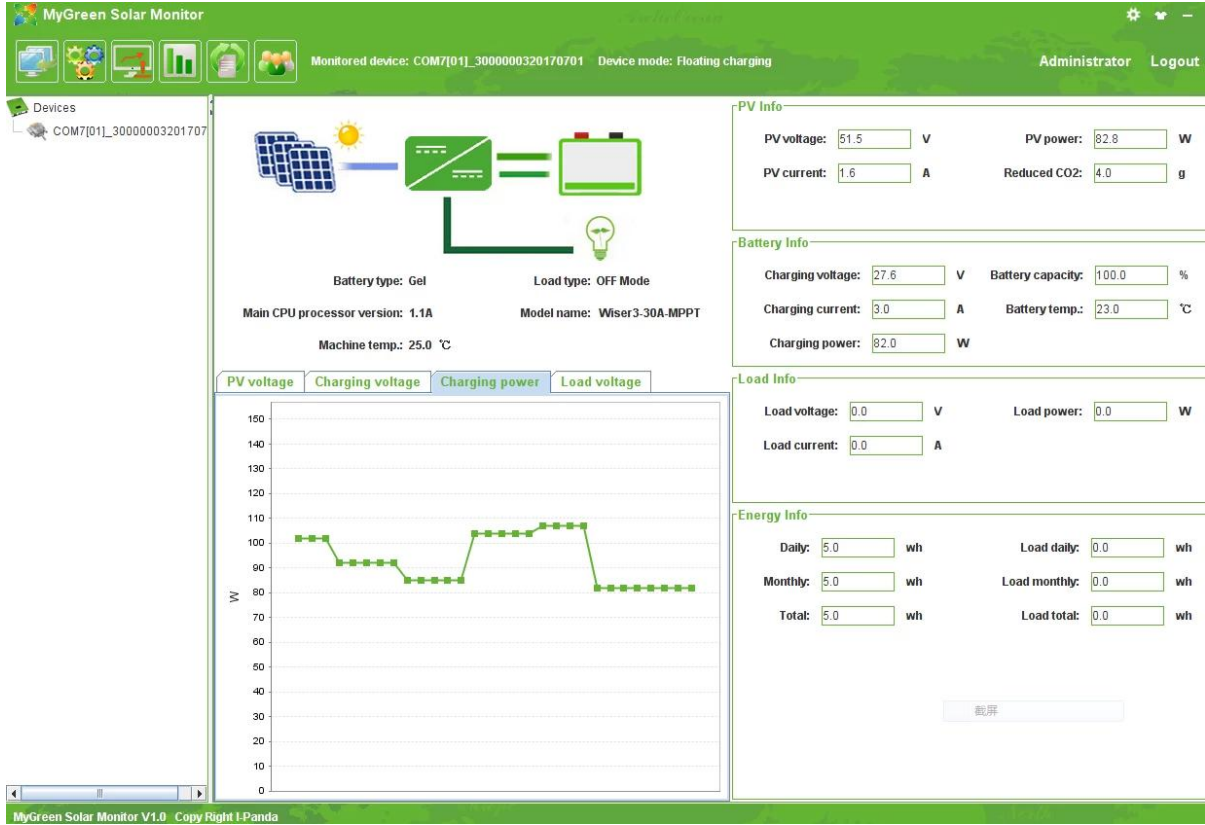 MyGreen Solar Monitor
Monitored device: COM7[01]_3000000320170701 Device mode: Floating charging
Administrator Logout
Devices
COM7[01]_30000003201707
Battery type: Gel Load type: OFF Mode
Main CPU processor version: 1.1A Model name: Wiser3-30A-MPPT
Machine temp.: 25.0 ℃
PV voltage Charging voltage Charging power Load voltage
150
140
130
120
110
100
90
80
70
60
50
40
30
20
10
0
W
PV Info
PV voltage: 51.5 V PV power: 82.8 W
PV current: 1.6 A Reduced CO2: 4.0 g
Battery Info
Charging voltage: 27.6 V Battery capacity: 100.0 %
Charging current: 3.0 A Battery temp.: 23.0 ℃
Charging power: 82.0 W
Load Info
Load voltage: 0.0 V Load power: 0.0 W
Load current: 0.0 A
Energy Info
Daily: 5.0 wh Load daily: 0.0 wh
Monthly: 5.0 wh Load monthly: 0.0 wh
Total: 5.0 wh Load total: 0.0 wh
截屏
MyGreen Solar Monitor V1.0 Copy Right I-Panda